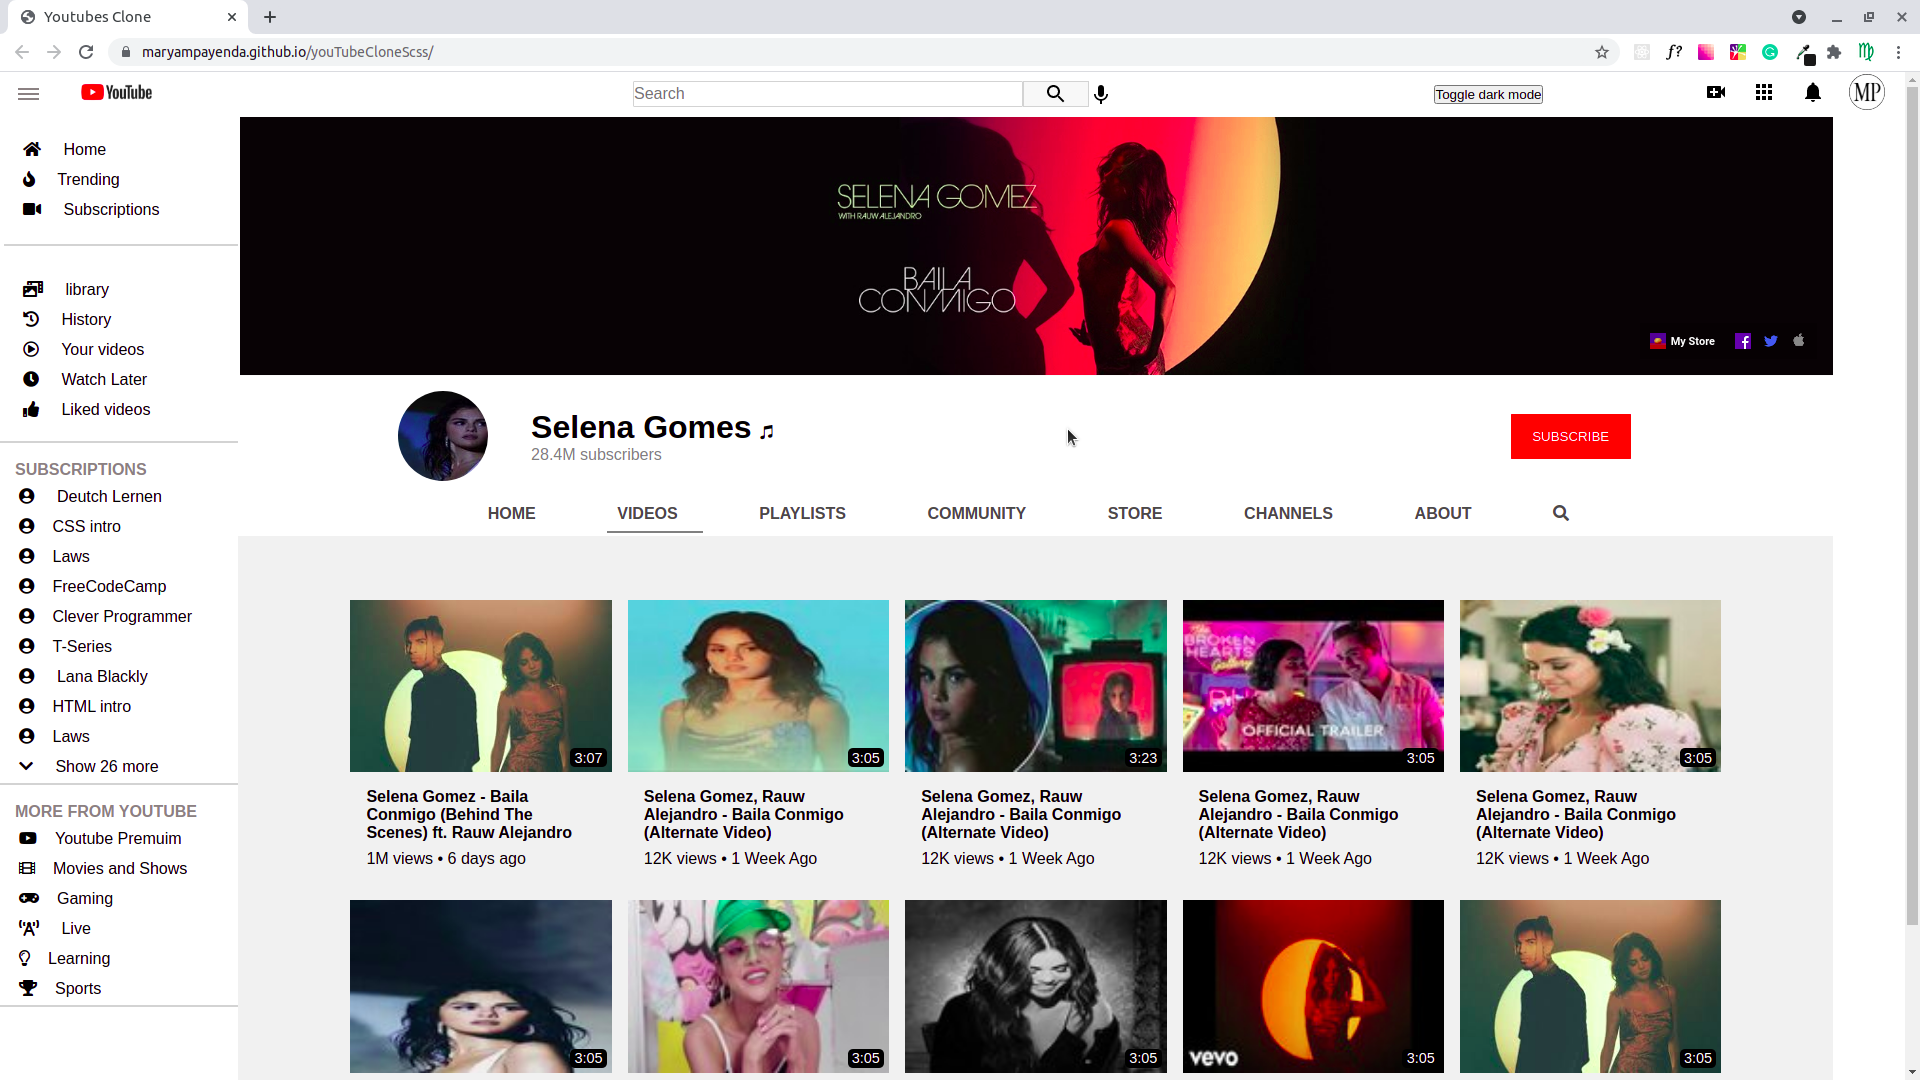 Youtubes Clone
maryampayenda.github.io/youTubeCloneScss/
f?
YouTube
Search
Toggle dark mode
MP
Home
Trending
Subscriptions
library
History
Your videos
Watch Later
Liked videos
SUBSCRIPTIONS
Deutch Lernen
CSS intro
Laws
FreeCodeCamp
Clever Programmer
T-Series
Lana Blackly
HTML intro
Laws
Show 26 more
MORE FROM YOUTUBE
Youtube Premuim
Movies and Shows
Gaming
Live
Learning
Sports
SELENA GOMEZ
WITH RAUW ALEJANDRO
BAILA
CONMIGO
My Store
Selena Gomes ♫
28.4M subscribers
SUBSCRIBE
HOME VIDEOS PLAYLISTS COMMUNITY STORE CHANNELS ABOUT
3:07
3:05
3:23
The
BROKEN
HEARTS
Gallery
OFFICIAL TRAILER
3:05
3:05
Selena Gomez - Baila
Conmigo (Behind The
Scenes) ft. Rauw Alejandro
1M views • 6 days ago
Selena Gomez, Rauw
Alejandro - Baila Conmigo
(Alternate Video)
12K views • 1 Week Ago
Selena Gomez, Rauw
Alejandro - Baila Conmigo
(Alternate Video)
12K views • 1 Week Ago
Selena Gomez, Rauw
Alejandro - Baila Conmigo
(Alternate Video)
12K views • 1 Week Ago
Selena Gomez, Rauw
Alejandro - Baila Conmigo
(Alternate Video)
12K views • 1 Week Ago
3:05
3:05
3:05
vevo
3:05
3:05